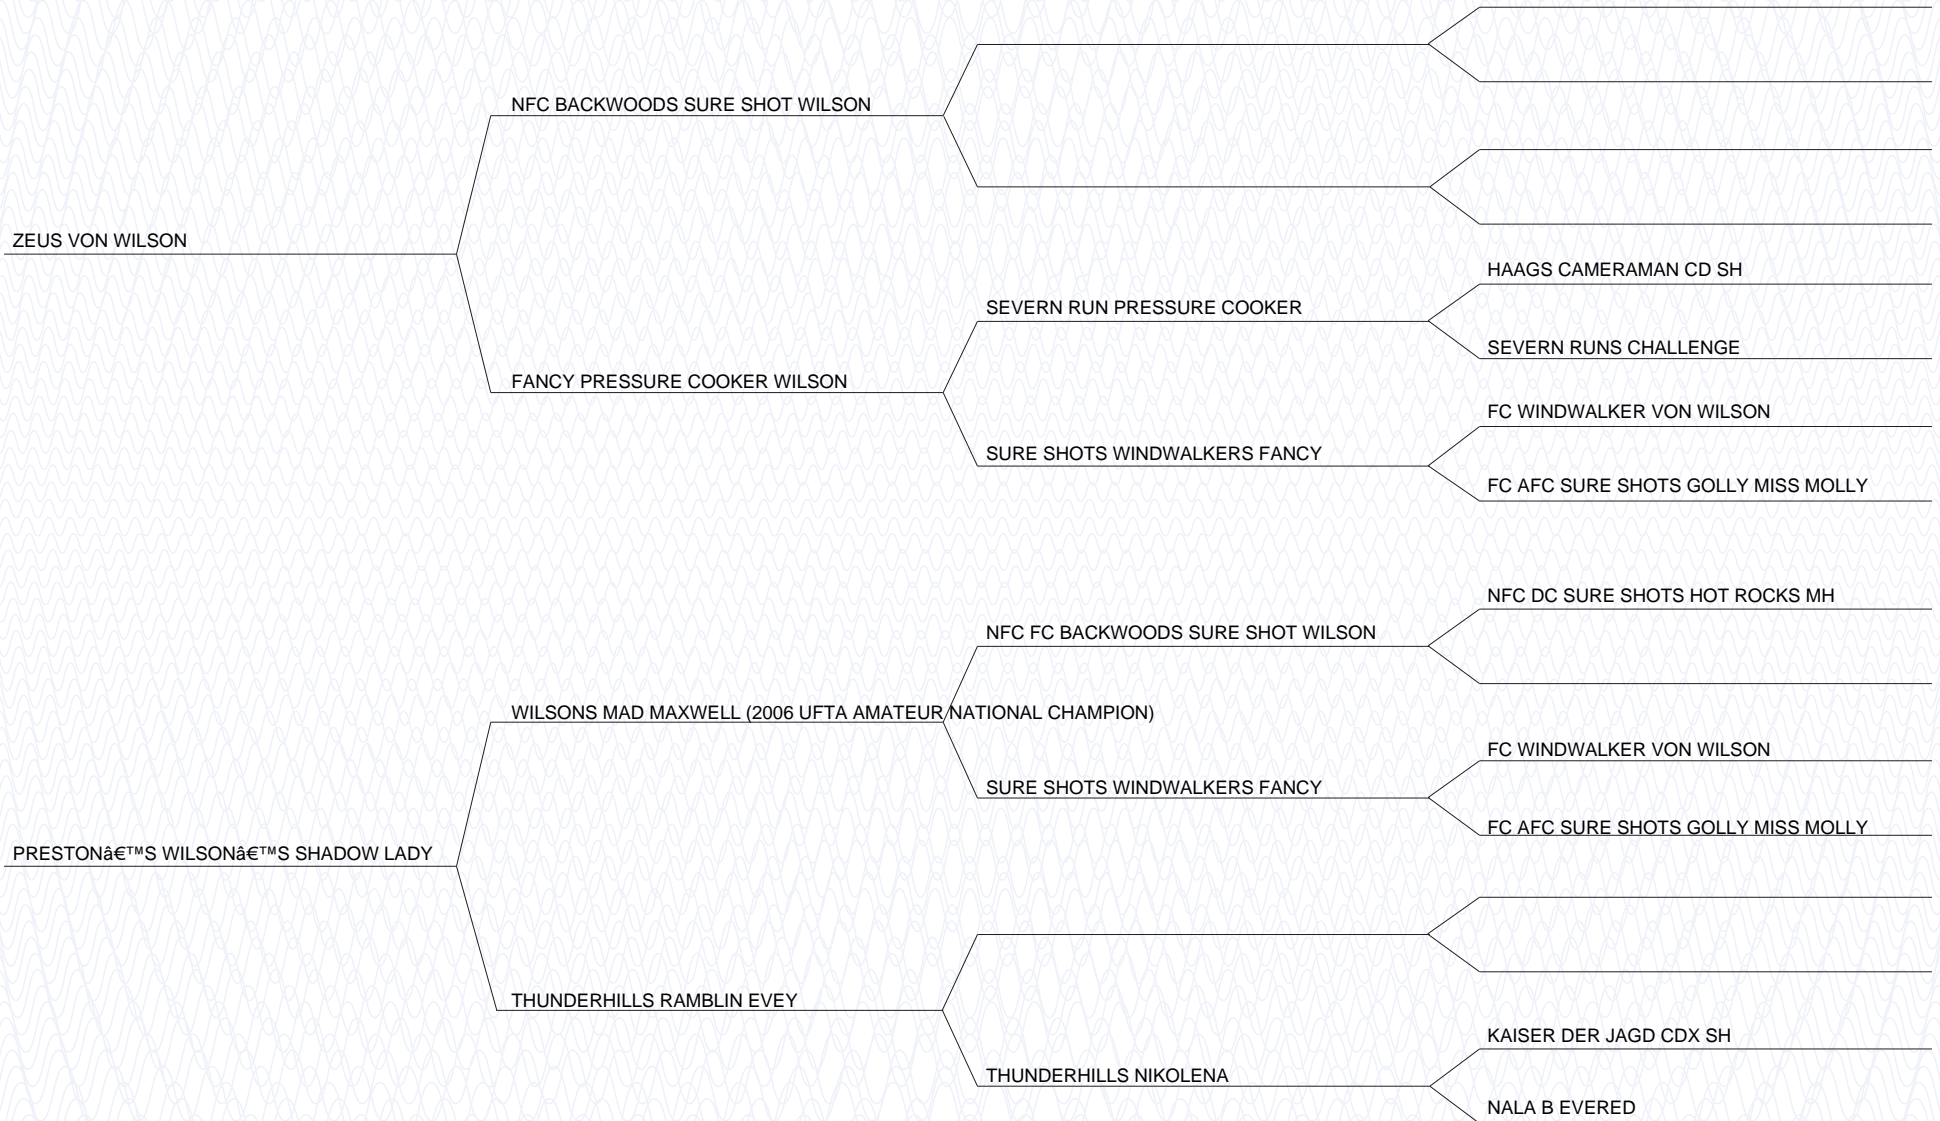 NFC BACKWOODS SURE SHOT WILSON
ZEUS VON WILSON
HAAGS CAMERAMAN CD SH
SEVERN RUN PRESSURE COOKER
SEVERN RUNS CHALLENGE
FANCY PRESSURE COOKER WILSON
FC WINDWALKER VON WILSON
SURE SHOTS WINDWALKERS FANCY
FC AFC SURE SHOTS GOLLY MISS MOLLY
NFC DC SURE SHOTS HOT ROCKS MH
NFC FC BACKWOODS SURE SHOT WILSON
WILSONS MAD MAXWELL (2006 UFTA AMATEUR NATIONAL CHAMPION)
FC WINDWALKER VON WILSON
SURE SHOTS WINDWALKERS FANCY
FC AFC SURE SHOTS GOLLY MISS MOLLY
PRESTONâ€™S WILSONâ€™S SHADOW LADY
THUNDERHILLS RAMBLIN EVEY
KAISER DER JAGD CDX SH
THUNDERHILLS NIKOLENA
NALA B EVERED